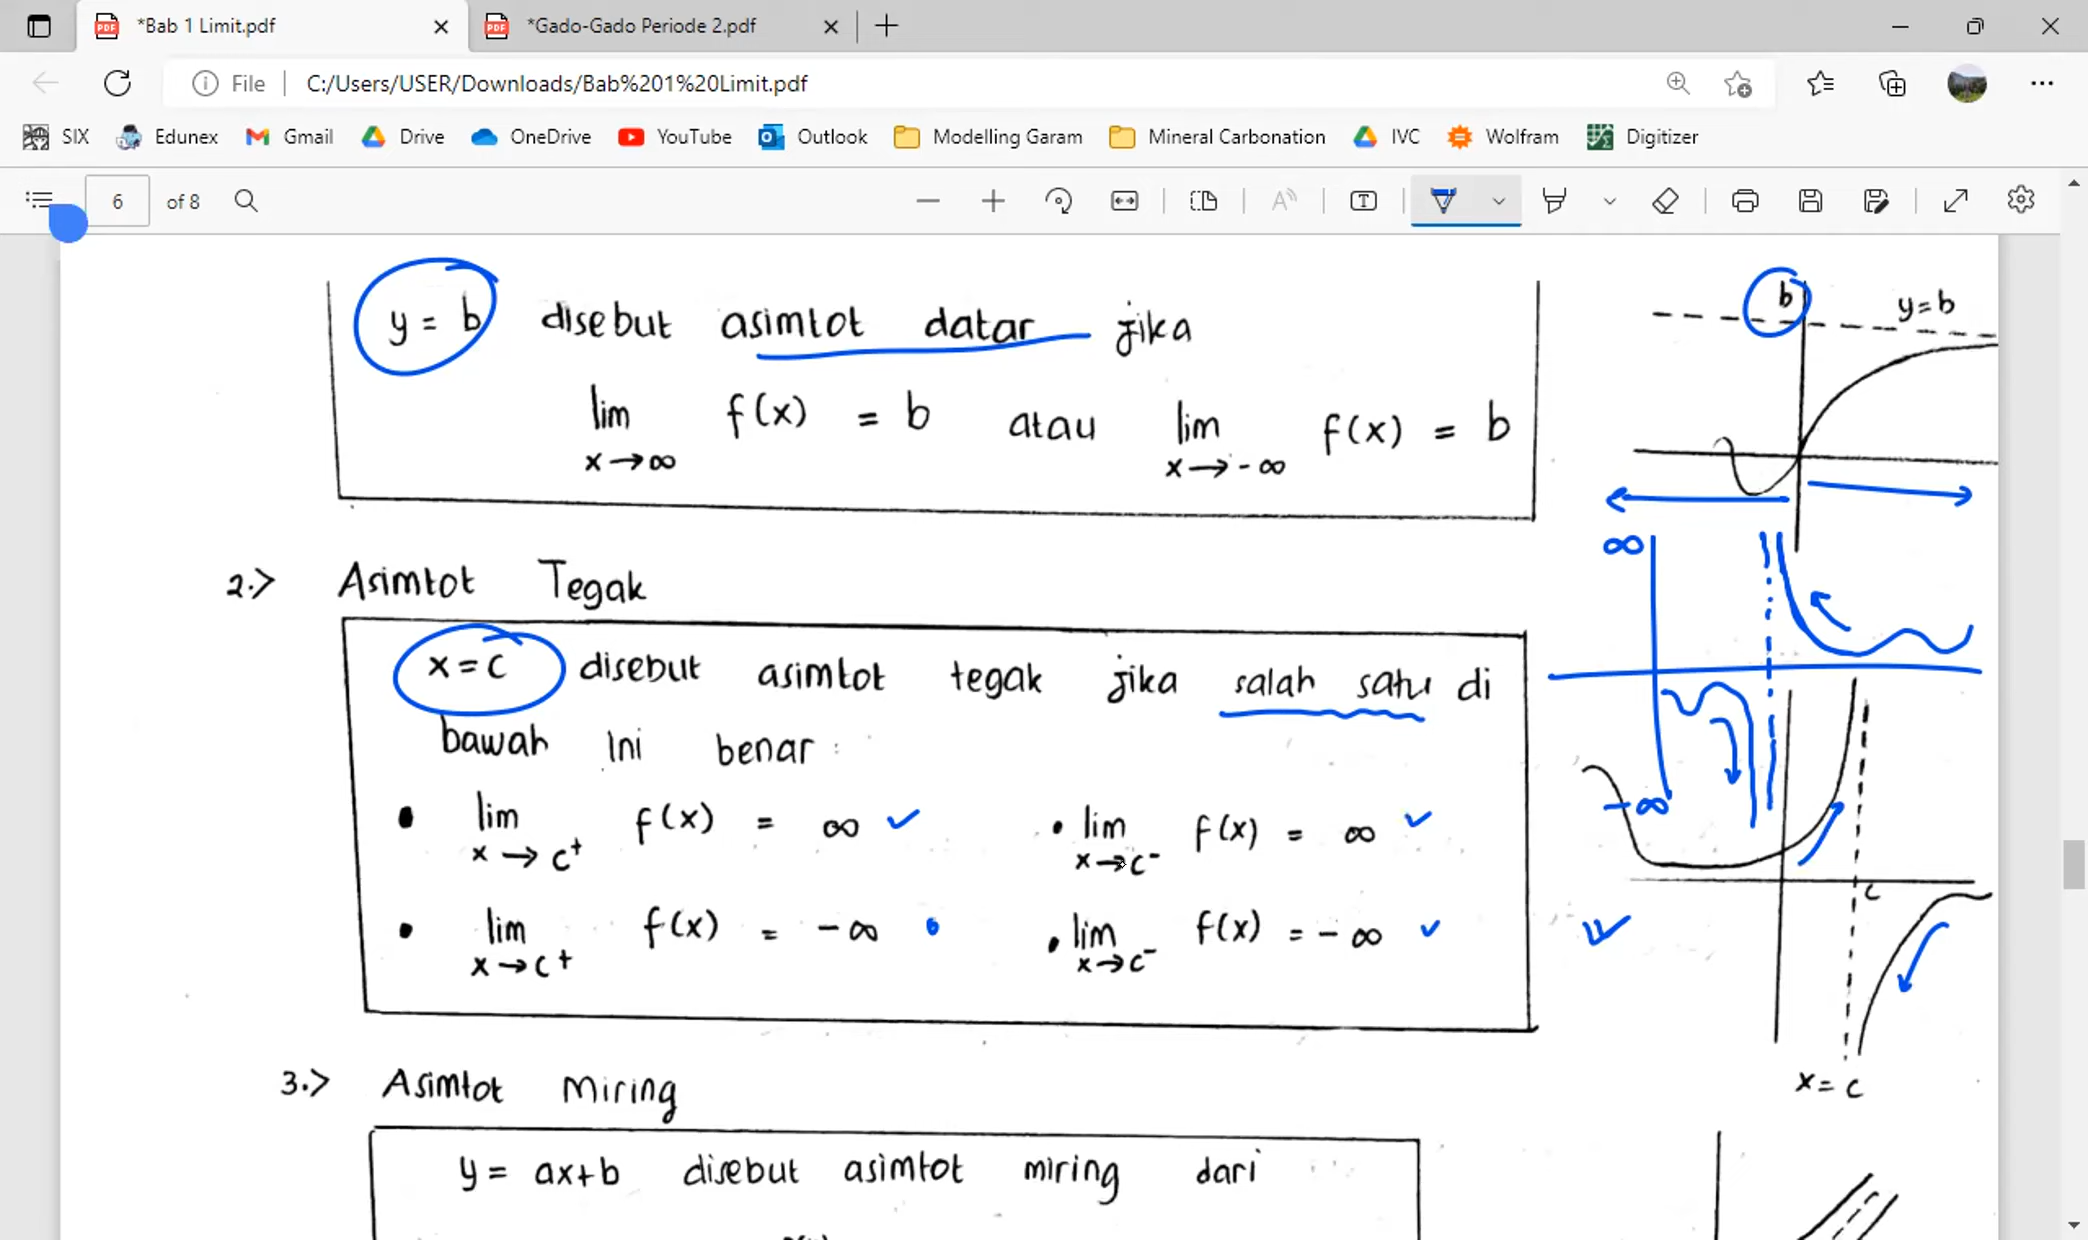 *Bab 1 Limit.pdf
*Gado-Gado Periode 2.pdf
File
C:/Users/USER/Downloads/Bab%201%20Limit.pdf
SIX Edunex Gmail Drive OneDrive YouTube Outlook Modelling Garam Mineral Carbonation IVC Wolfram Digitizer
6 of 8
y = b disebut asimtot datar jika
lim f(x) = b atau lim f(x) = b
x→∞ x→-∞
b y=b
2.> Asimtot Tegak
x=c disebut asimtot tegak jika salah satu di
bawah ini benar :
• lim f(x) = ∞ ✓ • lim f(x) = ∞ ✓
x→c⁺ x→c⁻
• lim f(x) = -∞ • lim f(x) = -∞ ✓
x→c⁺ x→c⁻
∞
-∞
c
x=c
3.> Asimtot Miring
y= ax+b disebut asimtot miring dari